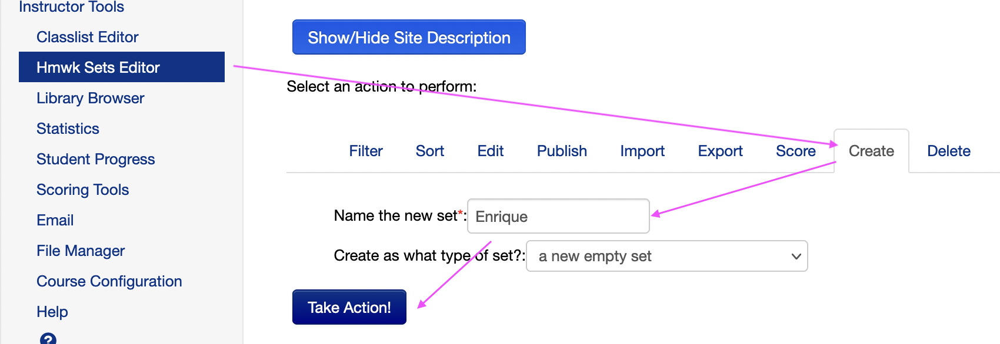 Instructor Tools
Classlist Editor
Hmwk Sets Editor
Library Browser
Statistics
Student Progress
Scoring Tools
Email
File Manager
Course Configuration
Help
?
Show/Hide Site Description
Select an action to perform:
Filter Sort Edit Publish Import Export Score Create Delete
Name the new set*: Enrique
Create as what type of set?: a new empty set
Take Action!